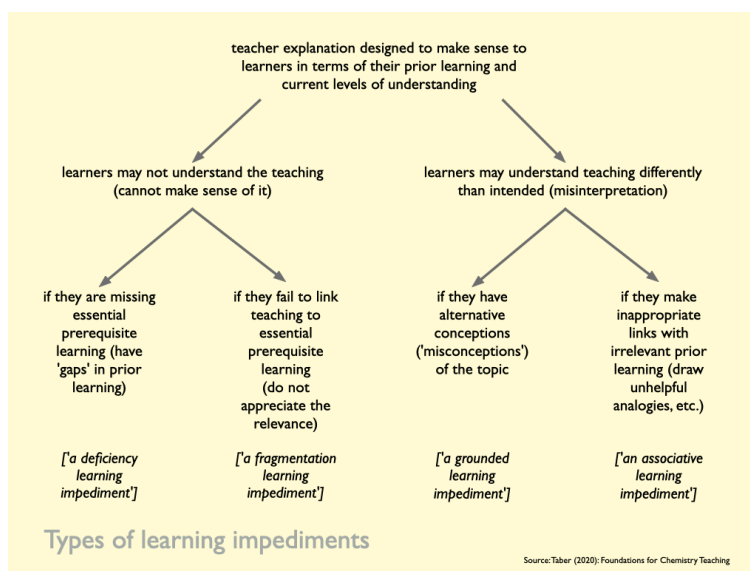 teacher explanation designed to make sense to
learners in terms of their prior learning and
current levels of understanding
learners may not understand the teaching
(cannot make sense of it)
learners may understand teaching differently
than intended (misinterpretation)
if they are missing
essential
prerequisite
learning (have
'gaps' in prior
learning)
if they fail to link
teaching to
essential
prerequisite
learning
(do not
appreciate the
relevance)
if they have
alternative
conceptions
('misconceptions')
of the topic
if they make
inappropriate
links with
irrelevant prior
learning (draw
unhelpful
analogies, etc.)
['a deficiency
learning
impediment']
['a fragmentation
learning
impediment']
['a grounded
learning
impediment']
['an associative
learning
impediment']
Types of learning impediments
Source: Taber (2020): Foundations for Chemistry Teaching